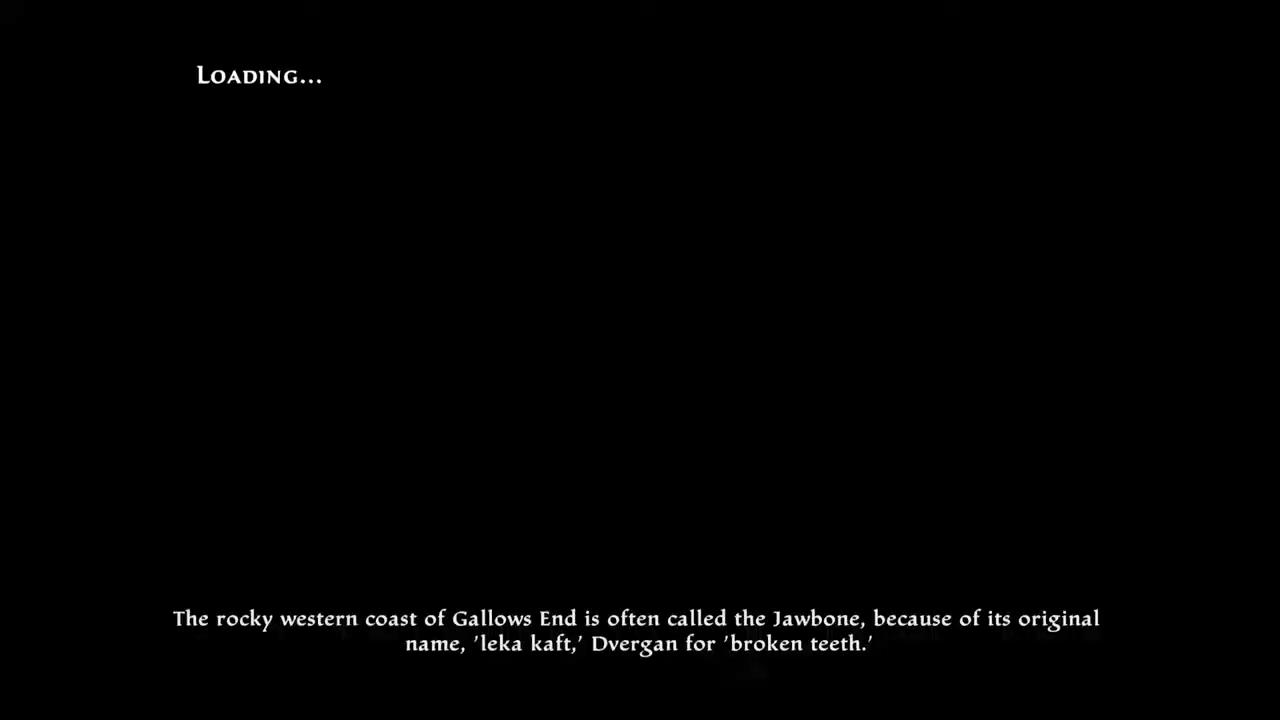 Loading...
The rocky western coast of Gallows End is often called the Jawbone, because of its original
name, 'leka kaft,' Dvergan for 'broken teeth.'